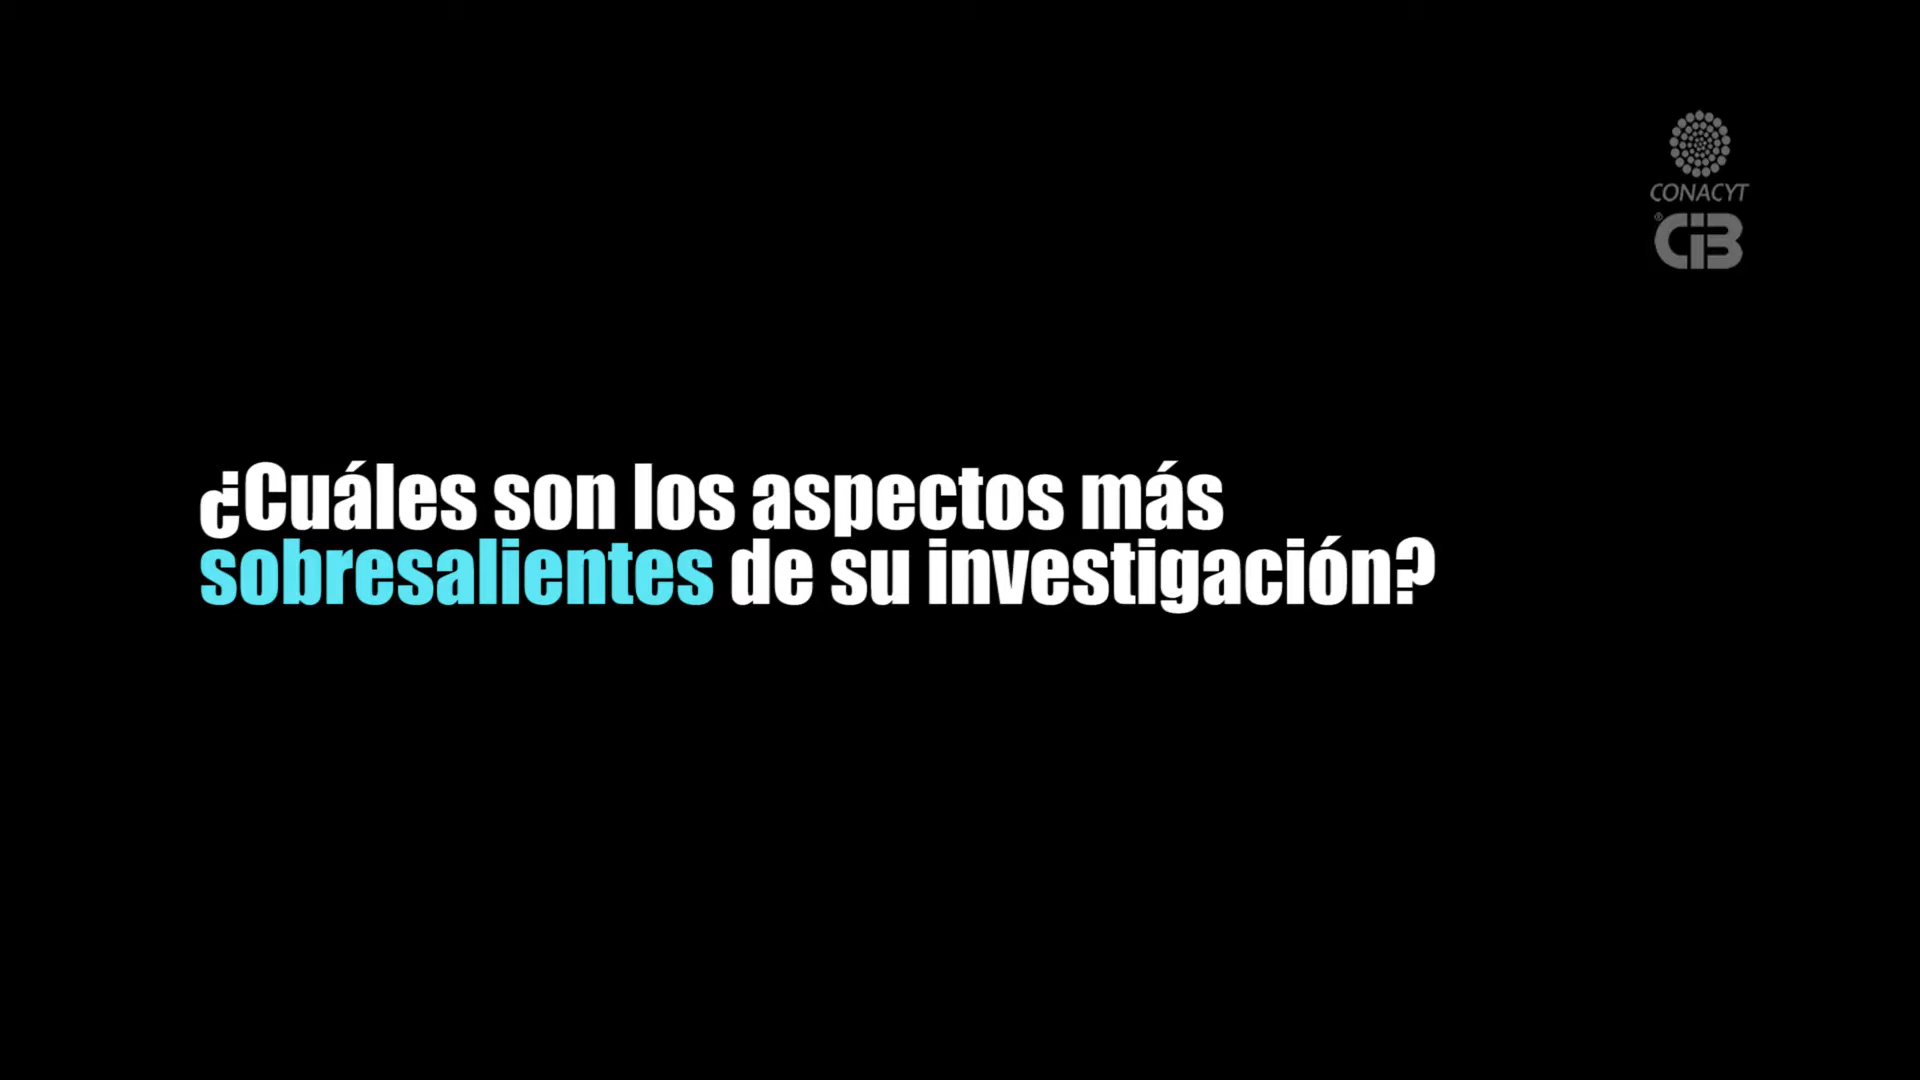 CONACYT
® CIB
¿Cuáles son los aspectos más
sobresalientes de su investigación?